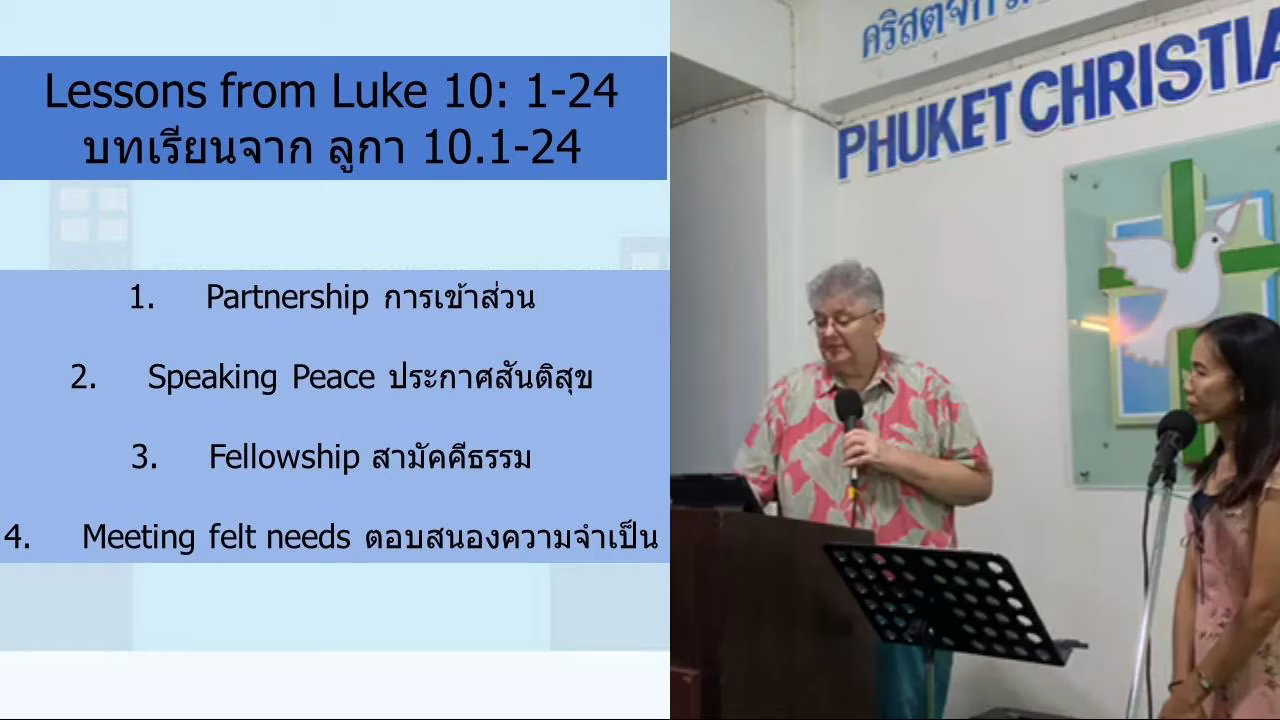 Lessons from Luke 10: 1-24
บทเรียนจาก ลูกา 10.1-24
1. Partnership การเข้าส่วน
2. Speaking Peace ประกาศสันติสุข
3. Fellowship สามัคคีธรรม
4. Meeting felt needs ตอบสนองความจำเป็น
PHUKET CHRISTIA